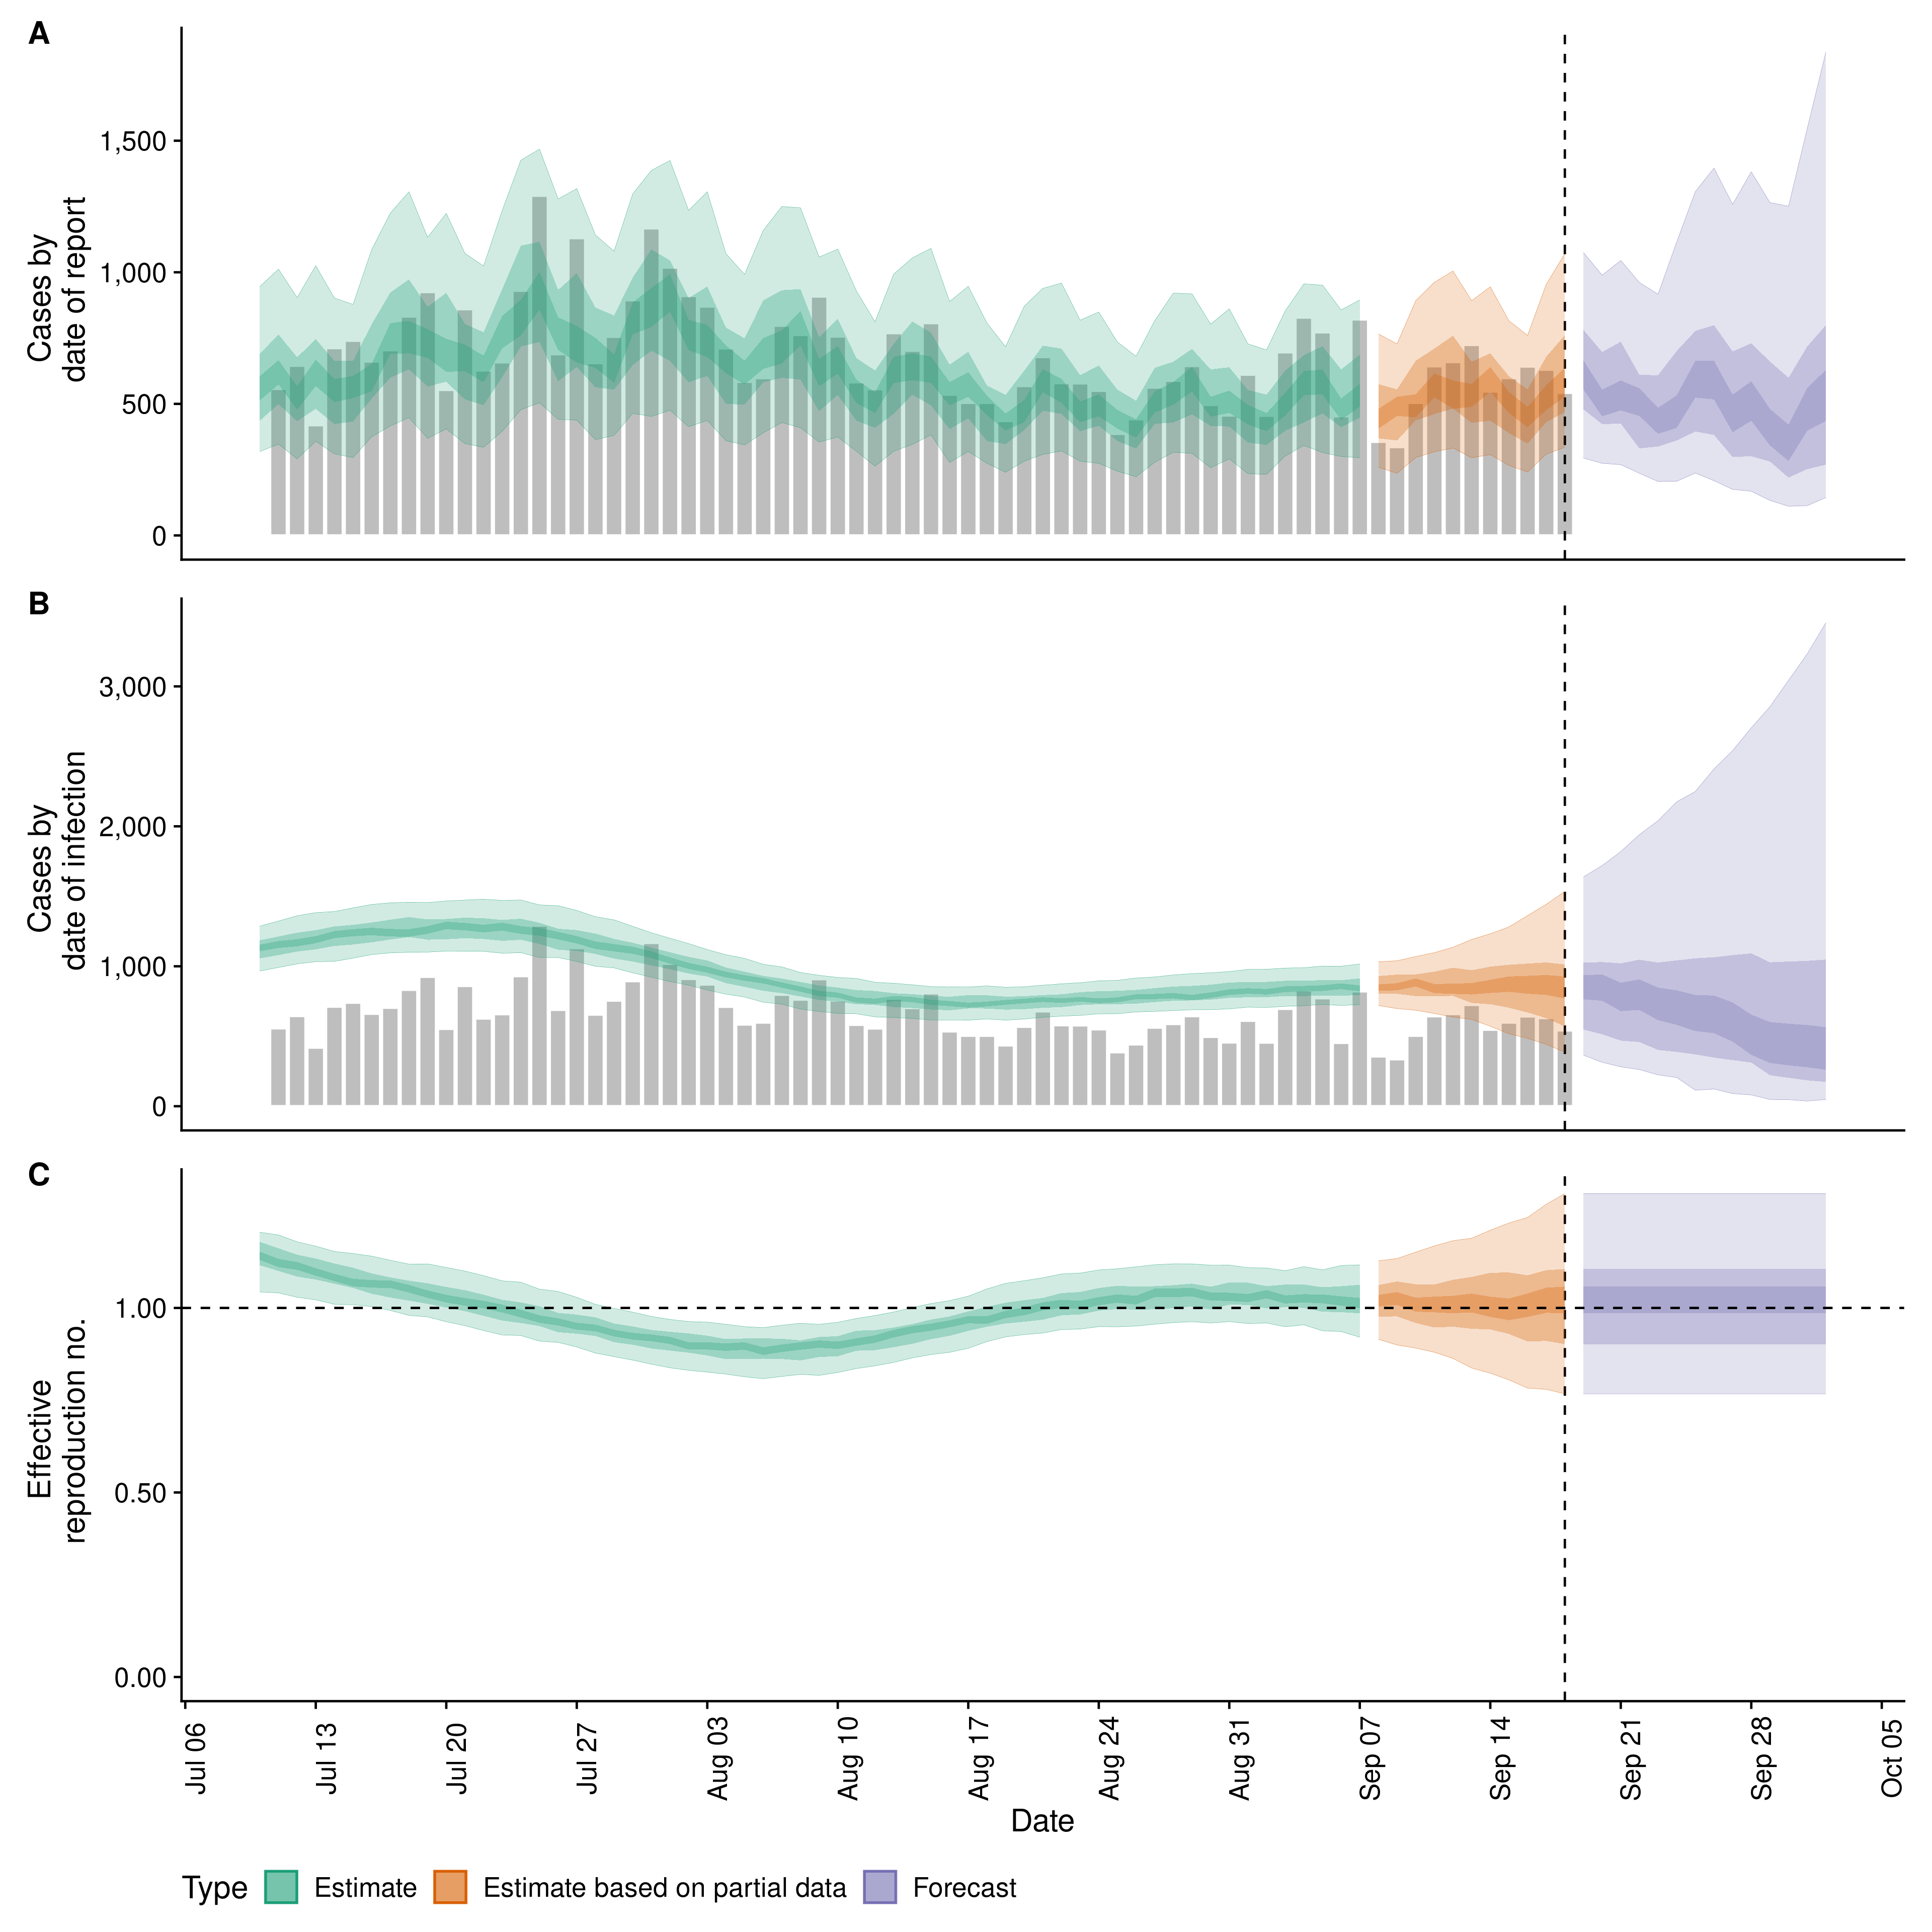 A
Cases by
date of report
1,500
1,000
500
0
B
Cases by
date of infection
3,000
2,000
1,000
0
C
Effective
reproduction no.
1.00
0.50
0.00
Jul 06
Jul 13
Jul 20
Jul 27
Aug 03
Aug 10
Aug 17
Aug 24
Aug 31
Sep 07
Sep 14
Sep 21
Sep 28
Oct 05
Date
Type Estimate Estimate based on partial data Forecast